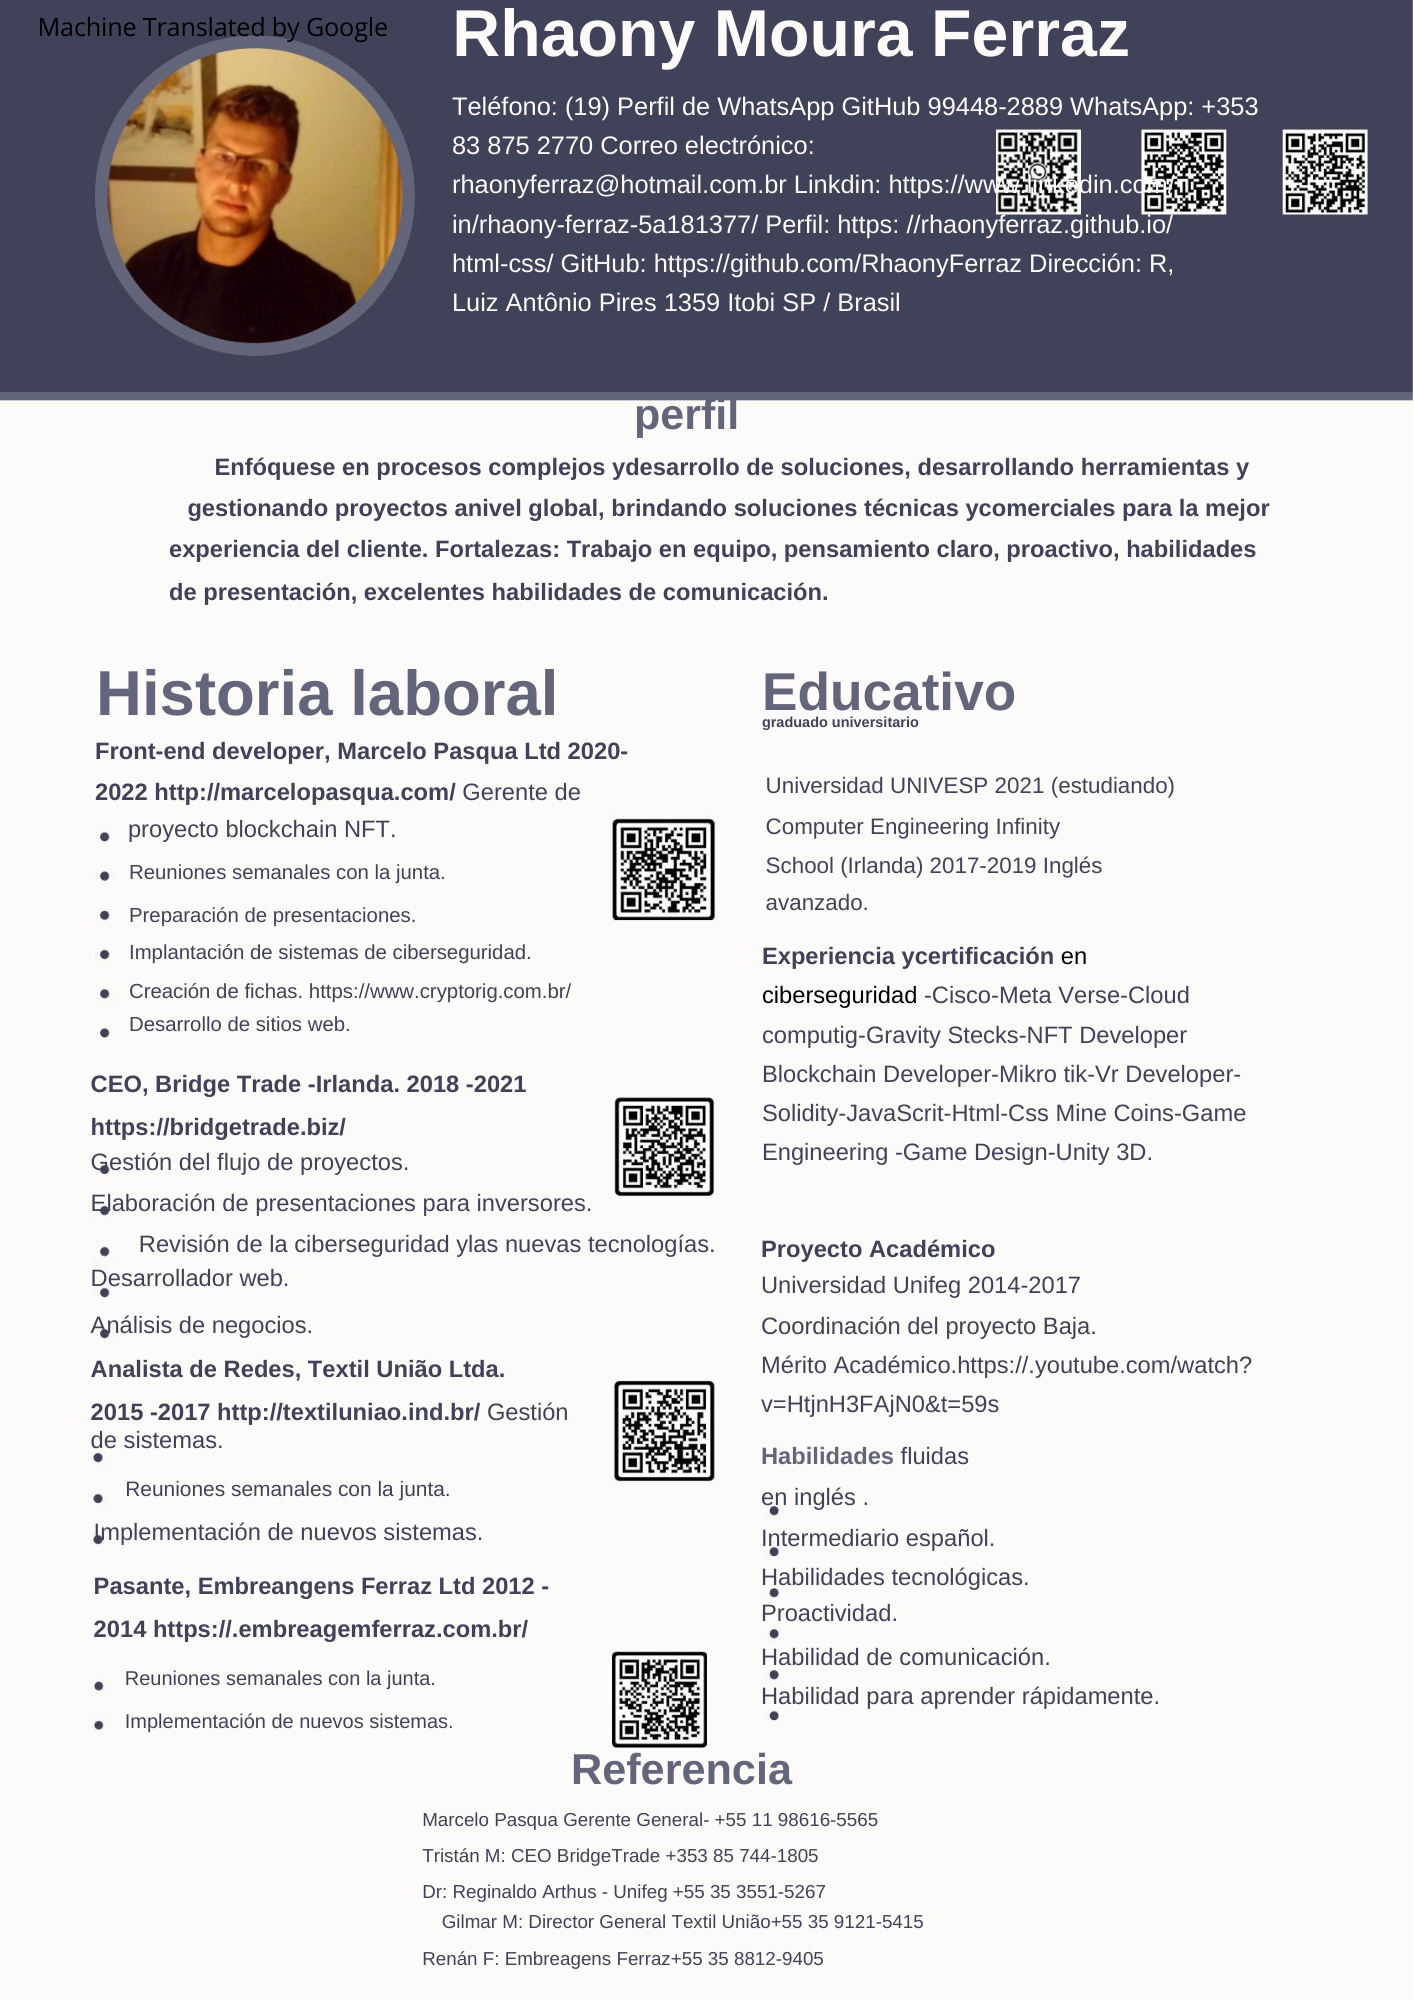 Machine Translated by Google
Rhaony Moura Ferraz
Teléfono: (19) Perfil de WhatsApp GitHub 99448-2889 WhatsApp: +353
83 875 2770 Correo electrónico:
rhaonyferraz@hotmail.com.br Linkdin: https://www.linkedin.com/
in/rhaony-ferraz-5a181377/ Perfil: https: //rhaonyferraz.github.io/
html-css/ GitHub: https://github.com/RhaonyFerraz Dirección: R,
Luiz Antônio Pires 1359 Itobi SP / Brasil
perfil
Enfóquese en procesos complejos ydesarrollo de soluciones, desarrollando herramientas y
gestionando proyectos anivel global, brindando soluciones técnicas ycomerciales para la mejor
experiencia del cliente. Fortalezas: Trabajo en equipo, pensamiento claro, proactivo, habilidades
de presentación, excelentes habilidades de comunicación.
Historia laboral
Front-end developer, Marcelo Pasqua Ltd 2020-
2022 http://marcelopasqua.com/ Gerente de
proyecto blockchain NFT.
Reuniones semanales con la junta.
Preparación de presentaciones.
Implantación de sistemas de ciberseguridad.
Creación de fichas. https://www.cryptorig.com.br/
Desarrollo de sitios web.
CEO, Bridge Trade -Irlanda. 2018 -2021
https://bridgetrade.biz/
Gestión del flujo de proyectos.
Elaboración de presentaciones para inversores.
Revisión de la ciberseguridad ylas nuevas tecnologías.
Desarrollador web.
Análisis de negocios.
Analista de Redes, Textil União Ltda.
2015 -2017 http://textiluniao.ind.br/ Gestión
de sistemas.
Reuniones semanales con la junta.
Implementación de nuevos sistemas.
Pasante, Embreangens Ferraz Ltd 2012 -
2014 https://.embreagemferraz.com.br/
Reuniones semanales con la junta.
Implementación de nuevos sistemas.
Educativo
graduado universitario
Universidad UNIVESP 2021 (estudiando)
Computer Engineering Infinity
School (Irlanda) 2017-2019 Inglés
avanzado.
Experiencia ycertificación en
ciberseguridad -Cisco-Meta Verse-Cloud
computig-Gravity Stecks-NFT Developer
Blockchain Developer-Mikro tik-Vr Developer-
Solidity-JavaScrit-Html-Css Mine Coins-Game
Engineering -Game Design-Unity 3D.
Proyecto Académico
Universidad Unifeg 2014-2017
Coordinación del proyecto Baja.
Mérito Académico.https://.youtube.com/watch?
v=HtjnH3FAjN0&t=59s
Habilidades fluidas
en inglés .
Intermediario español.
Habilidades tecnológicas.
Proactividad.
Habilidad de comunicación.
Habilidad para aprender rápidamente.
Referencia
Marcelo Pasqua Gerente General- +55 11 98616-5565
Tristán M: CEO BridgeTrade +353 85 744-1805
Dr: Reginaldo Arthus - Unifeg +55 35 3551-5267
Gilmar M: Director General Textil União+55 35 9121-5415
Renán F: Embreagens Ferraz+55 35 8812-9405